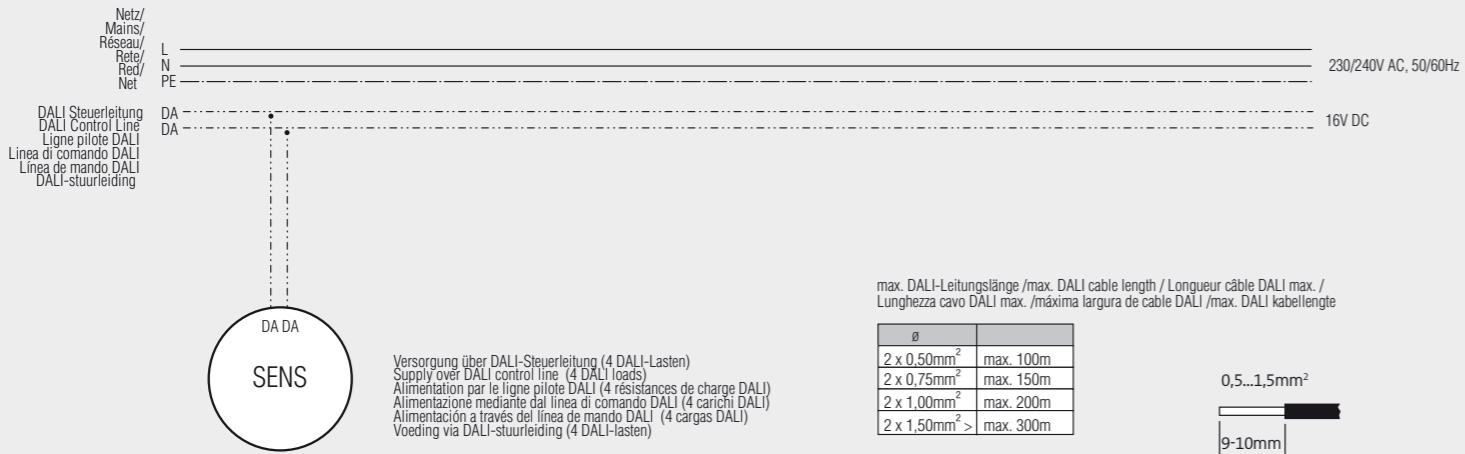 Netz/
Mains/
Réseau/
Rete/
Red/
Net
L
N
PE
230/240V AC, 50/60Hz
DALI Steuerleitung
DALI Control Line
Ligne pilote DALI
Linea di comando DALI
Línea de mando DALI
DALI-stuurleiding
DA
DA
16V DC
DA DA
SENS
Versorgung über DALI-Steuerleitung (4 DALI-Lasten)
Supply over DALI control line (4 DALI loads)
Alimentation par le ligne pilote DALI (4 résistances de charge DALI)
Alimentazione mediante dal linea di comando DALI (4 carichi DALI)
Alimentación a través del línea de mando DALI (4 cargas DALI)
Voeding via DALI-stuurleiding (4 DALI-lasten)
max. DALI-Leitungslänge /max. DALI cable length / Longueur câble DALI max. /
Lunghezza cavo DALI max. /máxima largura de cable DALI /max. DALI kabellengte
ø
2 x 0,50mm² max. 100m
2 x 0,75mm² max. 150m
2 x 1,00mm² max. 200m
2 x 1,50mm² > max. 300m
0,5...1,5mm²
9-10mm